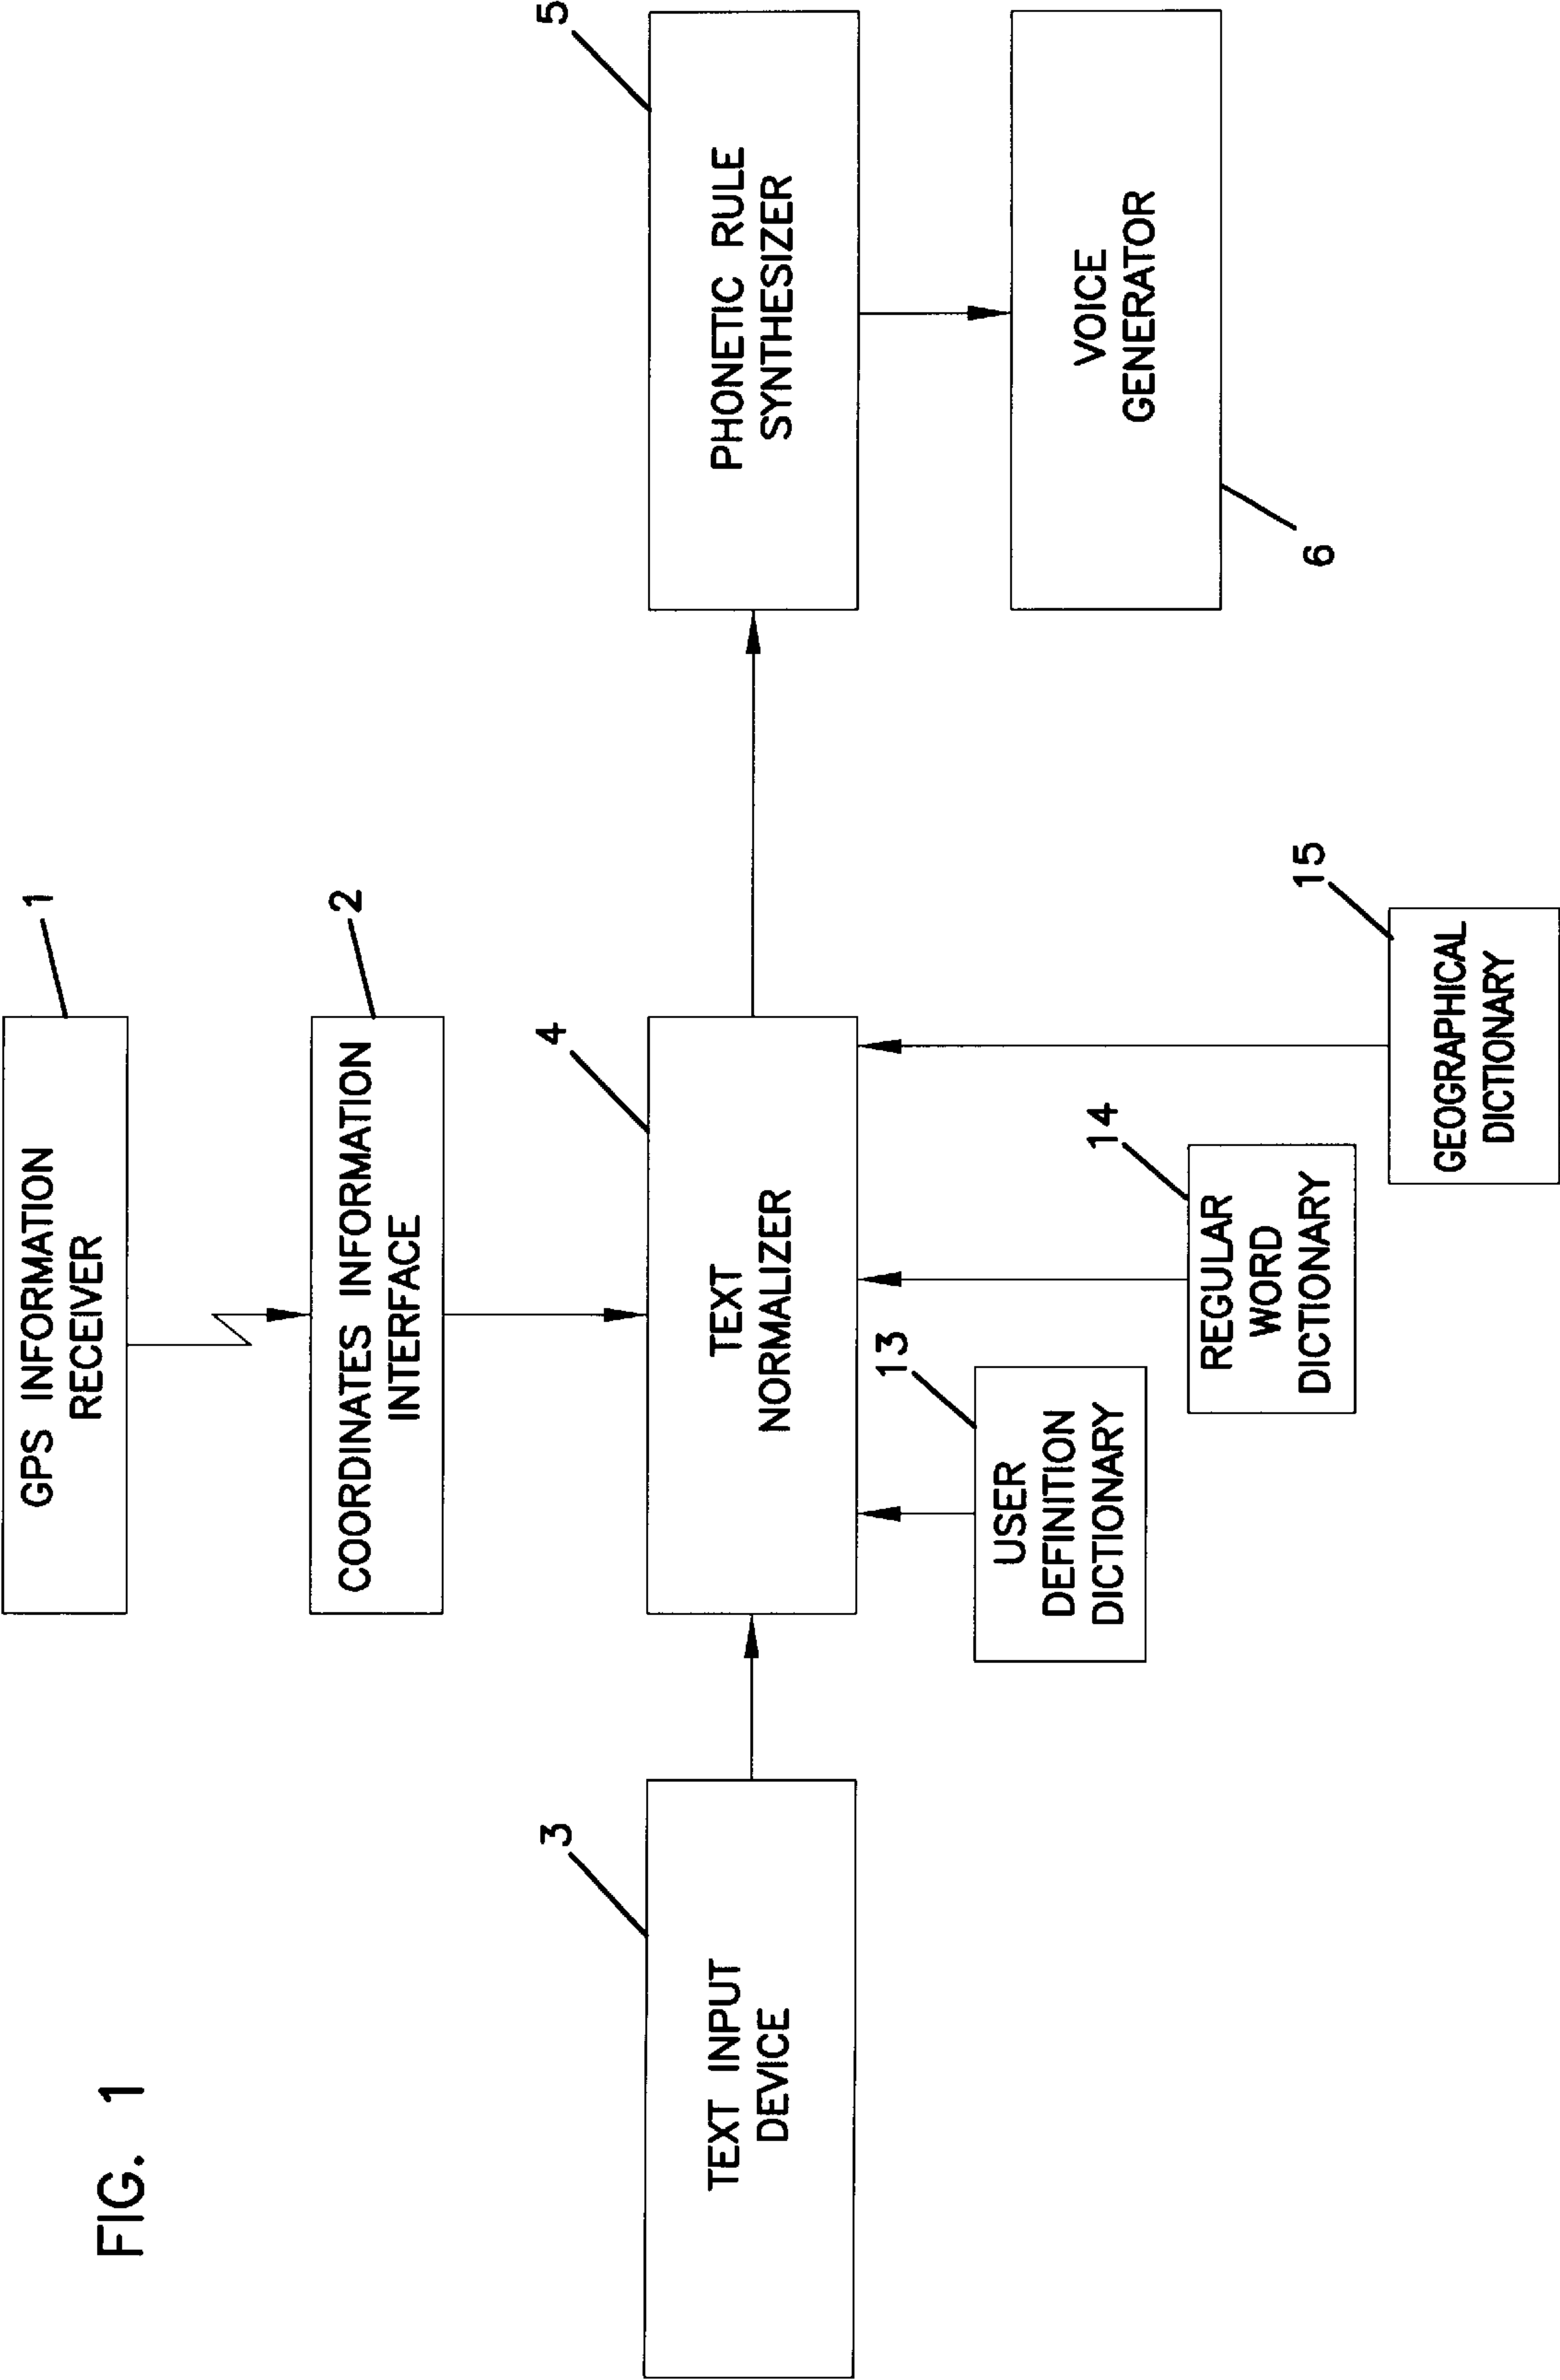 FIG. 1
1
GPS INFORMATION
RECEIVER
2
COORDINATES INFORMATION
INTERFACE
3
TEXT INPUT
DEVICE
4
TEXT
NORMALIZER
5
PHONETIC RULE
SYNTHESIZER
13
USER
DEFINITION
DICTIONARY
14
REGULAR
WORD
DICTIONARY
15
GEOGRAPHICAL
DICTIONARY
VOICE
GENERATOR
6